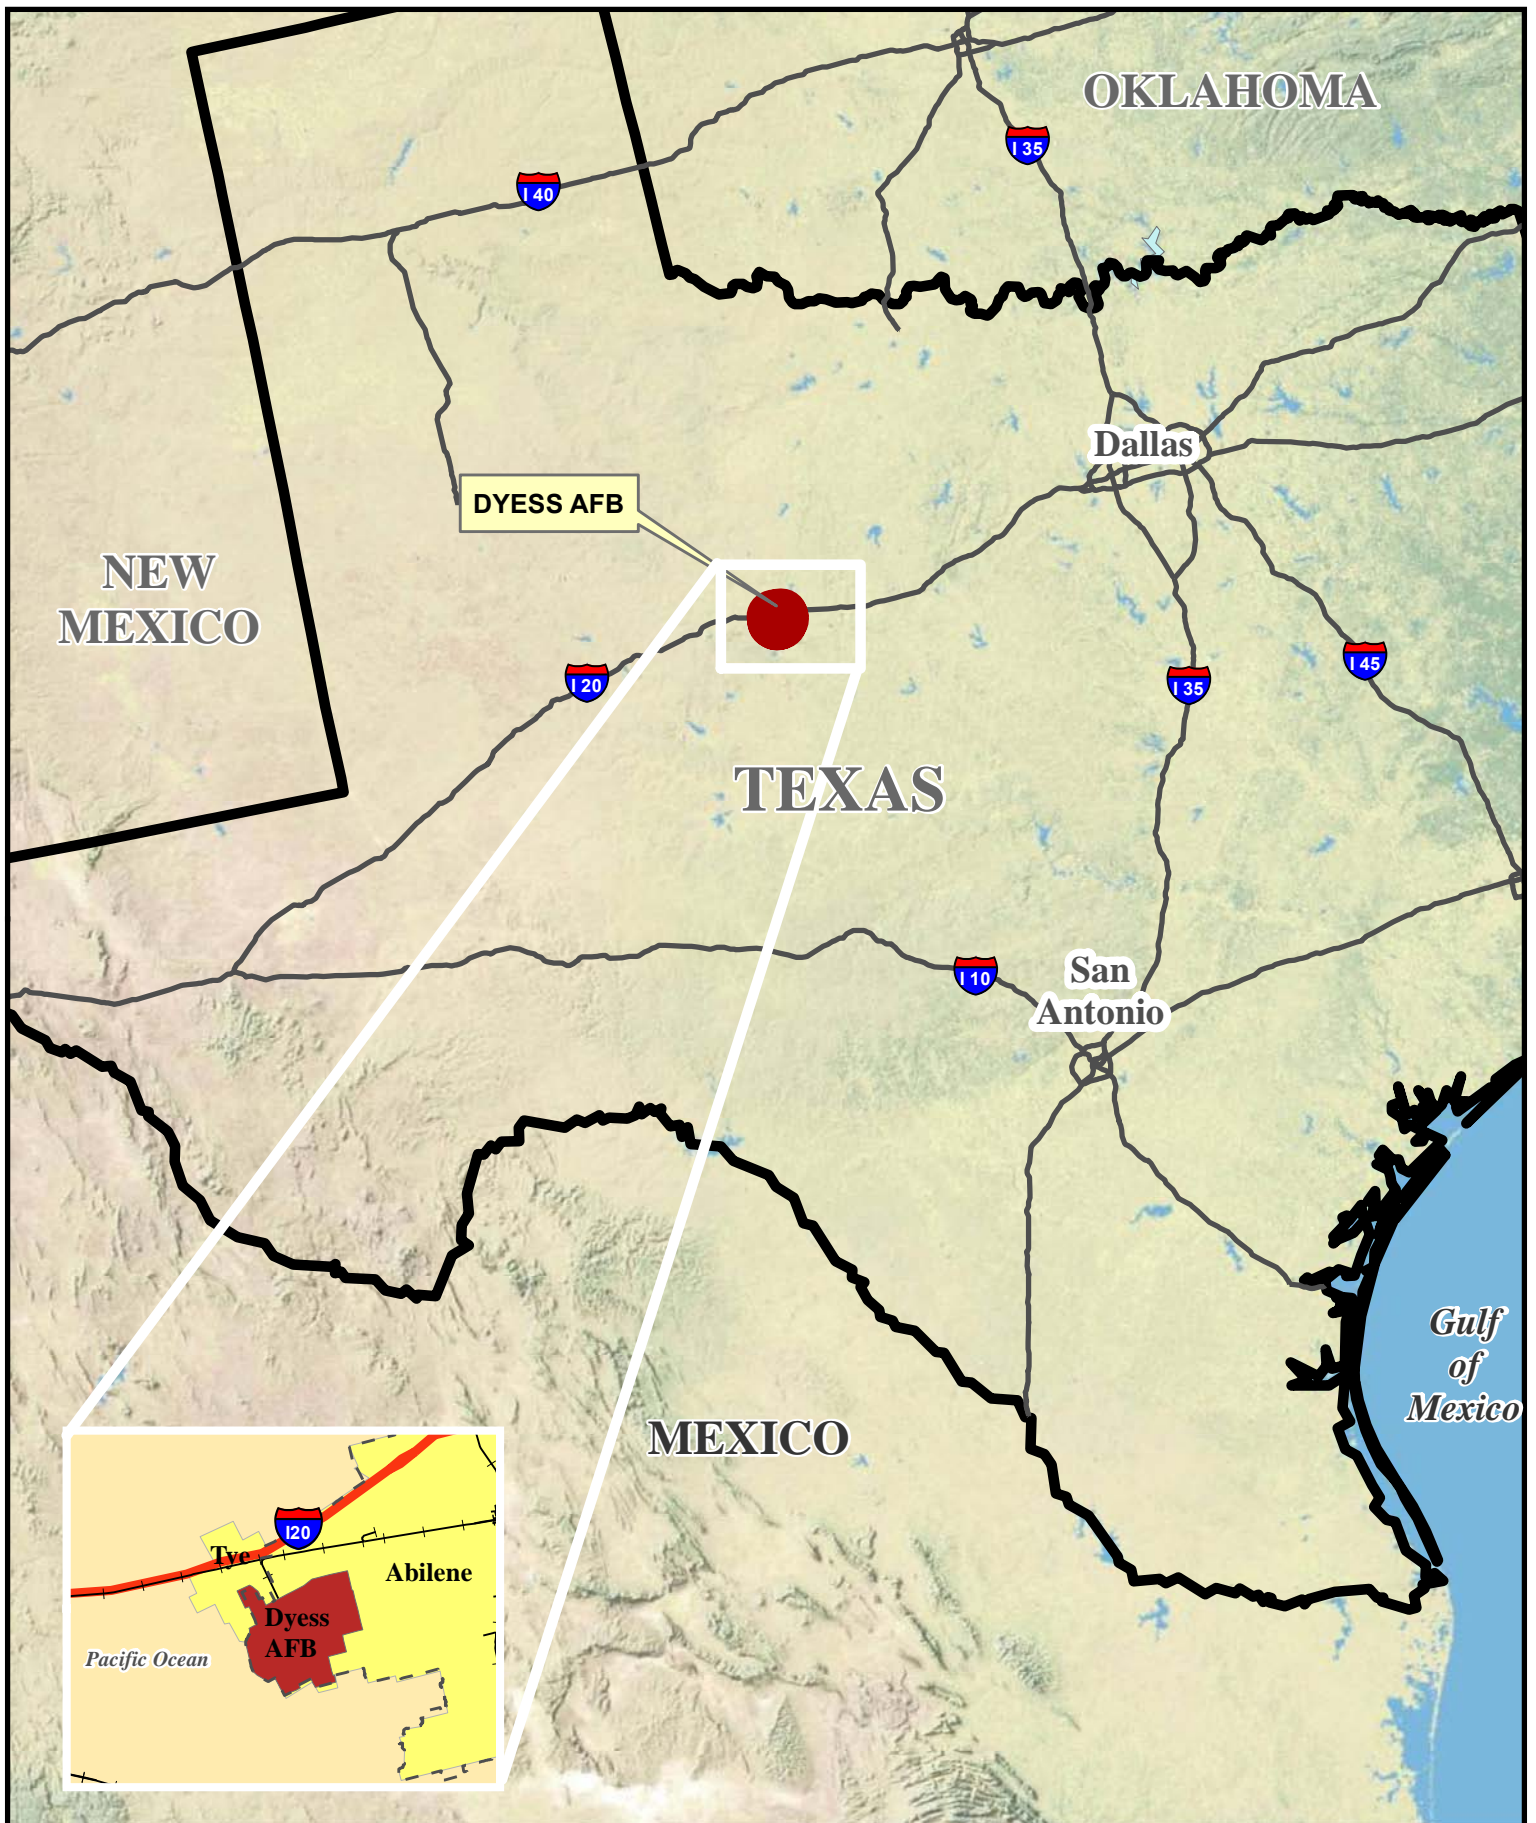 OKLAHOMA
I 35
I 40
Dallas
DYESS AFB
NEW
MEXICO
I 20
I 35
I 45
TEXAS
San
Antonio
I 10
Gulf
of
Mexico
MEXICO
I20
Tye
Abilene
Dyess
AFB
Pacific Ocean